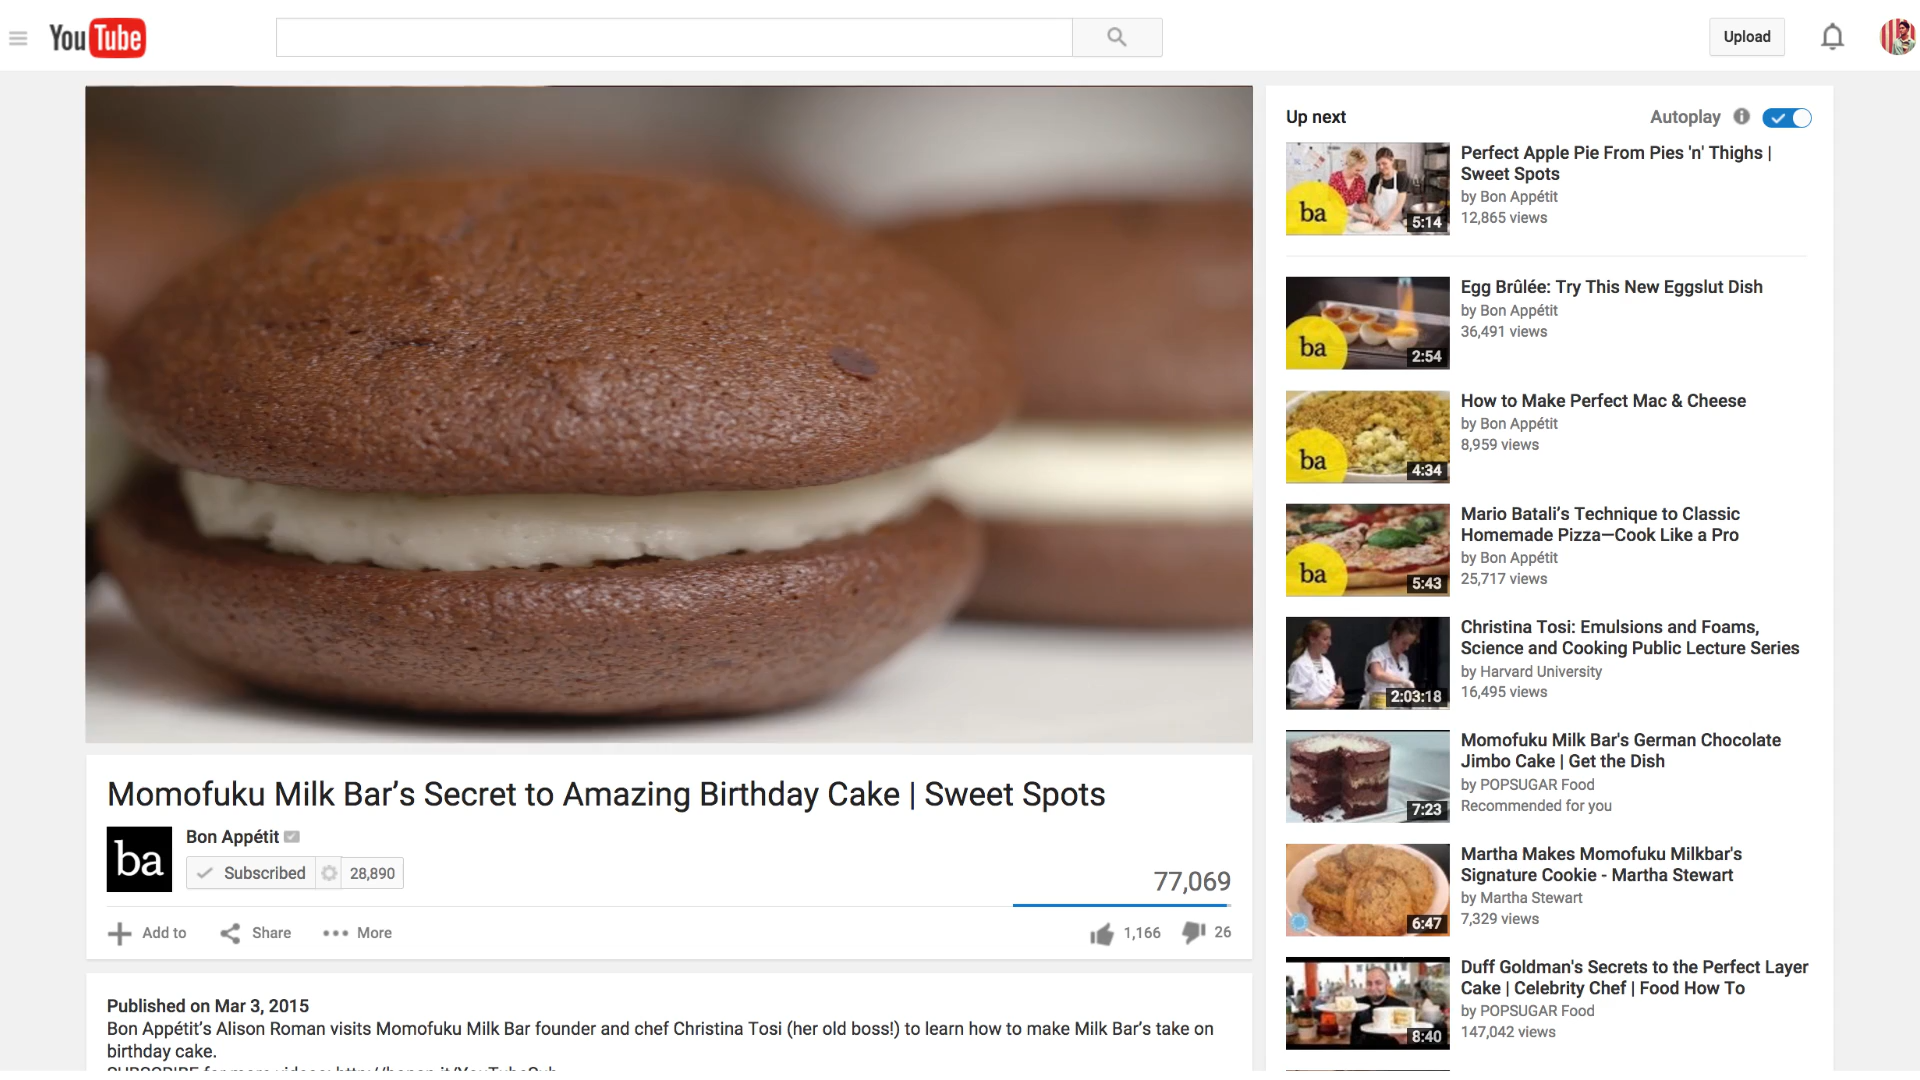 YouTube
Upload
Momofuku Milk Bar’s Secret to Amazing Birthday Cake | Sweet Spots
ba
Bon Appétit
Subscribed
28,890
77,069
Add to
Share
More
1,166
26
Published on Mar 3, 2015
Bon Appétit’s Alison Roman visits Momofuku Milk Bar founder and chef Christina Tosi (her old boss!) to learn how to make Milk Bar’s take on
birthday cake.
Up next
Autoplay
ba
5:14
Perfect Apple Pie From Pies 'n' Thighs |
Sweet Spots
by Bon Appétit
12,865 views
ba
2:54
Egg Brûlée: Try This New Eggslut Dish
by Bon Appétit
36,491 views
ba
4:34
How to Make Perfect Mac & Cheese
by Bon Appétit
8,959 views
ba
5:43
Mario Batali’s Technique to Classic
Homemade Pizza—Cook Like a Pro
by Bon Appétit
25,717 views
2:03:18
Christina Tosi: Emulsions and Foams,
Science and Cooking Public Lecture Series
by Harvard University
16,495 views
7:23
Momofuku Milk Bar's German Chocolate
Jimbo Cake | Get the Dish
by POPSUGAR Food
Recommended for you
6:47
Martha Makes Momofuku Milkbar's
Signature Cookie - Martha Stewart
by Martha Stewart
7,329 views
8:40
Duff Goldman's Secrets to the Perfect Layer
Cake | Celebrity Chef | Food How To
by POPSUGAR Food
147,042 views